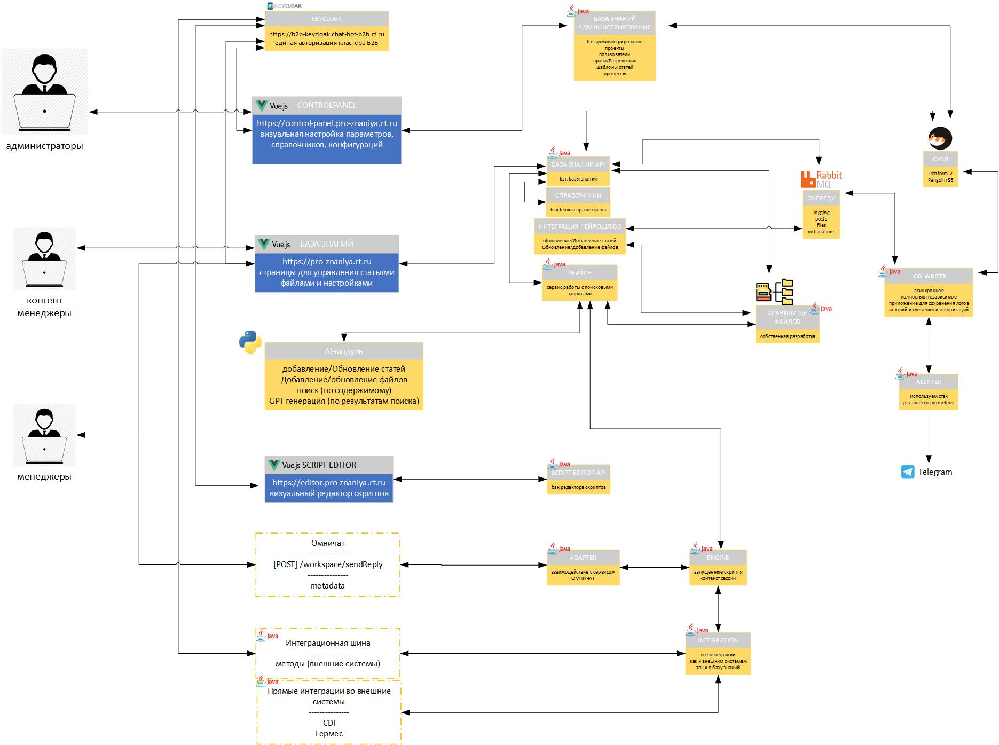 KEYCLOAK
KEYCLOAK
https://b2b-keycloak.chat-bot-b2b.rt.ru
единая авторизация кластера Б2Б
Java
БАЗА ЗНАНИЙ
АДМИНИСТРИРОВАНИЕ
бэк администрирование
проекты
пользователи
права/Разрешения
шаблоны статей
процессы
администраторы
Vue.js CONTROLPANEL
https://control-panel.pro-znaniya.rt.ru
визуальная настройка параметров,
справочников, конфигураций
Java
БАЗА ЗНАНИЙ API
бэк базы знаний
СПРАВОЧНИКИ
бэк блока справочников
ИНТЕГРАЦИЯ НЕЙРОШЛЮЗ
обновление/Добавление статей
Обновление/добавление файлов
Java
SEARCH
сервис работы с поисковыми
запросами
Rabbit
MQ
ОЧЕРЕДИ
logging
posts
files
notifications
СУБД
Platform V
Pangolin SE
контент
менеджеры
Vue.js БАЗА ЗНАНИЙ
https://pro-znaniya.rt.ru
страницы для управления статьями
файлами и настройками
Java
ХРАНИЛИЩЕ
ФАЙЛОВ
собственная разработка
Java
LOG WRITER
асинхронное
полностью независимое
приложение для сохранения логоа
историй изменений и авторизаций
AI-модуль
добавление/Обновление статей
Добавление/обновление файлов
поиск (по содержимому)
GPT генерация (по результатам поиска)
Java
ALERTER
Используем стэк
grafana loki prometeus
Telegram
менеджеры
Vue.js SCRIPT EDITOR
https://editor.pro-znaniya.rt.ru
визуальный редактор скриптов
Java
SCRIPT EDITOR API
бэк редактора скриптов
Омничат
---------------
[POST] /workspace/sendReply
---------------
metadata
Java
ADAPTER
взаимодействие с сервисом
ОМНИЧАТ
Java
ENGINE
запущенные скрипты
контекст сессии
Java
Интеграционная шина
---------------
методы (внешние системы)
Java
INTEGRATION
все интеграции
как к внешним системам
так и в базу знаний
Java
Прямые интеграции во внешние
системы
---------------
CDI
Гермес